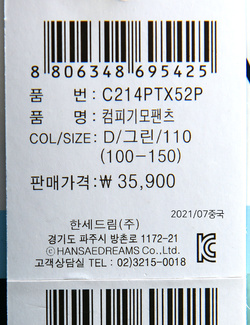 8 806348 695425
품 번: C214PTX52P
품 명: 컴피기모팬츠
COL/SIZE: D/그린/110
(100-150)
판매가격: ₩ 35,900
2021/07중국
한세드림(주)
경기도 파주시 방촌로 1172-21
ⓒ HANSAEDREAMS CO.,LTD
고객상담실 TEL: 02)3215-0018